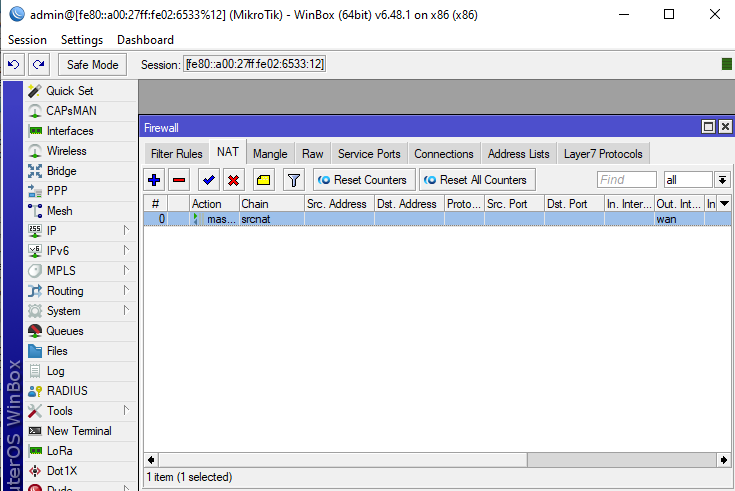 admin@[fe80::a00:27ff:fe02:6533%12] (MikroTik) - WinBox (64bit) v6.48.1 on x86 (x86)
Session Settings Dashboard
Safe Mode Session: [fe80::a00:27ff:fe02:6533:12]
Quick Set
CAPsMAN
Interfaces
Wireless
Bridge
PPP
Mesh
IP
IPv6
MPLS
Routing
System
Queues
Files
Log
RADIUS
Tools
New Terminal
LoRa
Dot1X
Dude
uterOS WinBox
Firewall
Filter Rules NAT Mangle Raw Service Ports Connections Address Lists Layer7 Protocols
Reset Counters Reset All Counters Find all
# Action Chain Src. Address Dst. Address Proto... Src. Port Dst. Port In. Inter... Out. Int... In
0 mas... srcnat wan
1 item (1 selected)